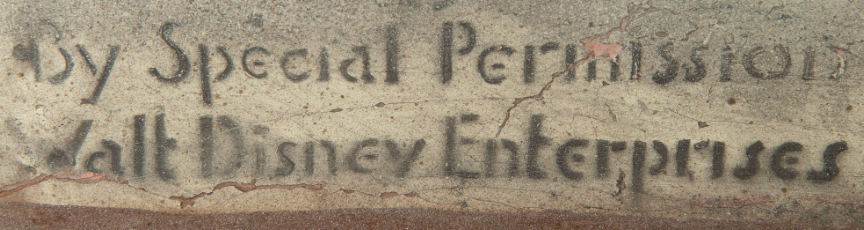 By Special Permission
Walt Disney Enterprises